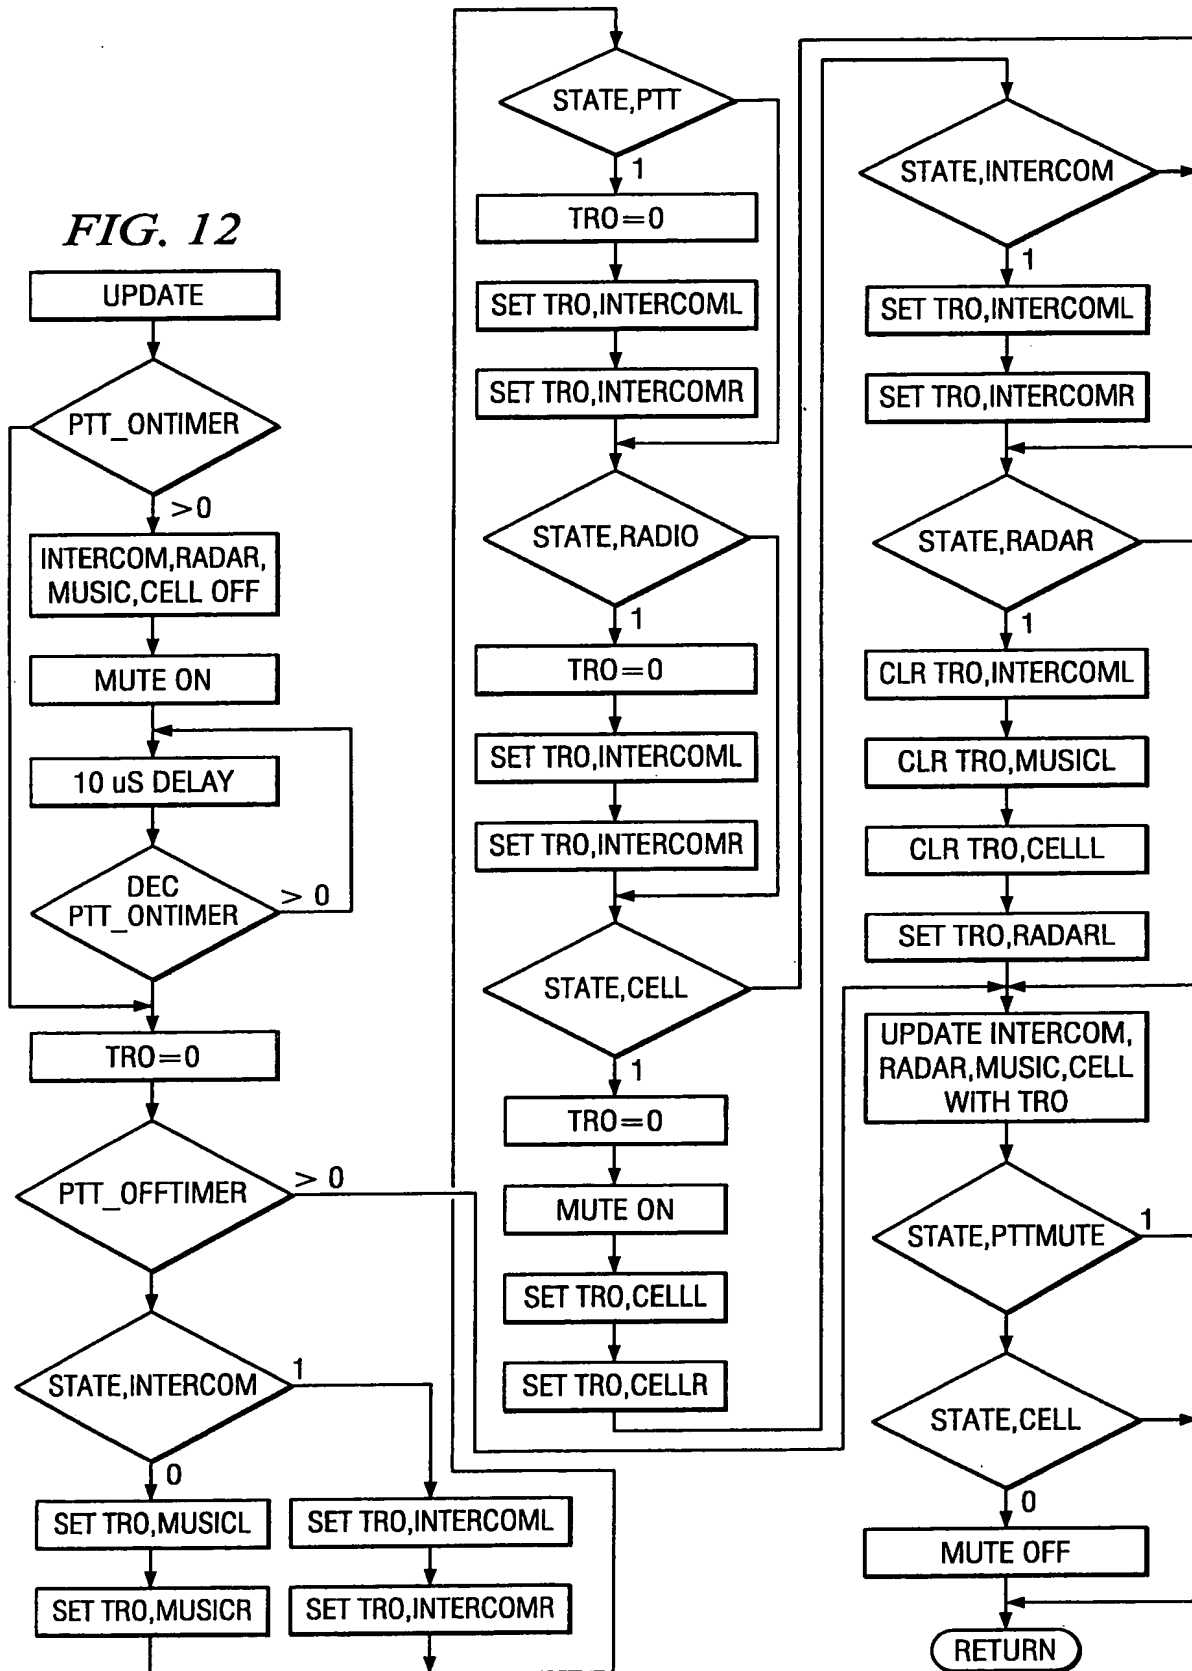 FIG. 12
UPDATE
PTT_ONTIMER
>0
INTERCOM,RADAR,
MUSIC,CELL OFF
MUTE ON
10 uS DELAY
DEC
PTT_ONTIMER
> 0
TRO=0
PTT_OFFTIMER
> 0
STATE,INTERCOM
1
0
SET TRO,MUSICL
SET TRO,MUSICR
SET TRO,INTERCOML
SET TRO,INTERCOMR
STATE,PTT
1
TRO=0
SET TRO,INTERCOML
SET TRO,INTERCOMR
STATE,RADIO
1
TRO=0
SET TRO,INTERCOML
SET TRO,INTERCOMR
STATE,CELL
1
TRO=0
MUTE ON
SET TRO,CELLL
SET TRO,CELLR
STATE,INTERCOM
1
SET TRO,INTERCOML
SET TRO,INTERCOMR
STATE,RADAR
1
CLR TRO,INTERCOML
CLR TRO,MUSICL
CLR TRO,CELLL
SET TRO,RADARL
UPDATE INTERCOM,
RADAR,MUSIC,CELL
WITH TRO
STATE,PTTMUTE
1
STATE,CELL
0
MUTE OFF
RETURN